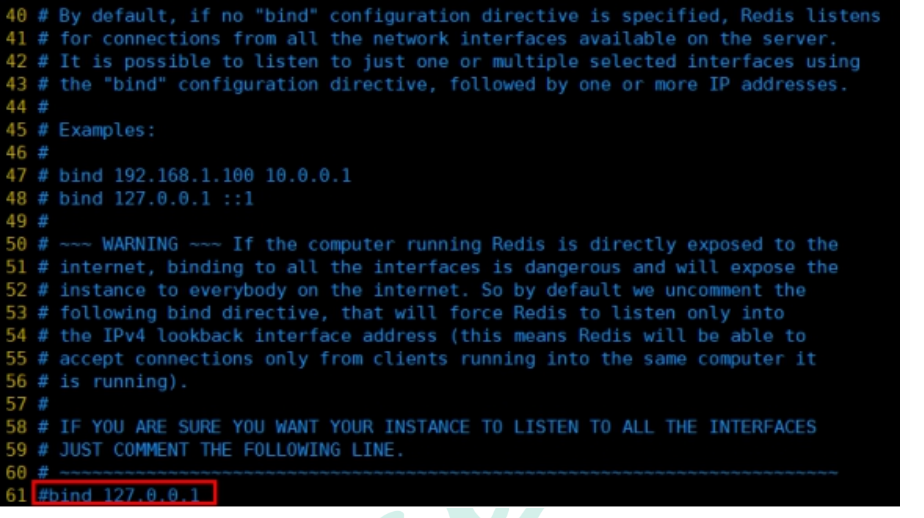 40 # By default, if no "bind" configuration directive is specified, Redis listens
41 # for connections from all the network interfaces available on the server.
42 # It is possible to listen to just one or multiple selected interfaces using
43 # the "bind" configuration directive, followed by one or more IP addresses.
44 #
45 # Examples:
46 #
47 # bind 192.168.1.100 10.0.0.1
48 # bind 127.0.0.1 ::1
49 #
50 # ~~~ WARNING ~~~ If the computer running Redis is directly exposed to the
51 # internet, binding to all the interfaces is dangerous and will expose the
52 # instance to everybody on the internet. So by default we uncomment the
53 # following bind directive, that will force Redis to listen only into
54 # the IPv4 lookback interface address (this means Redis will be able to
55 # accept connections only from clients running into the same computer it
56 # is running).
57 #
58 # IF YOU ARE SURE YOU WANT YOUR INSTANCE TO LISTEN TO ALL THE INTERFACES
59 # JUST COMMENT THE FOLLOWING LINE.
60 # ~~~~~~~~~~~~~~~~~~~~~~~~~~~~~~~~~~~~~~~~~~~~~~~~~~~~~~~~~~~~~~~~~~~~~~~~
61 #bind 127.0.0.1